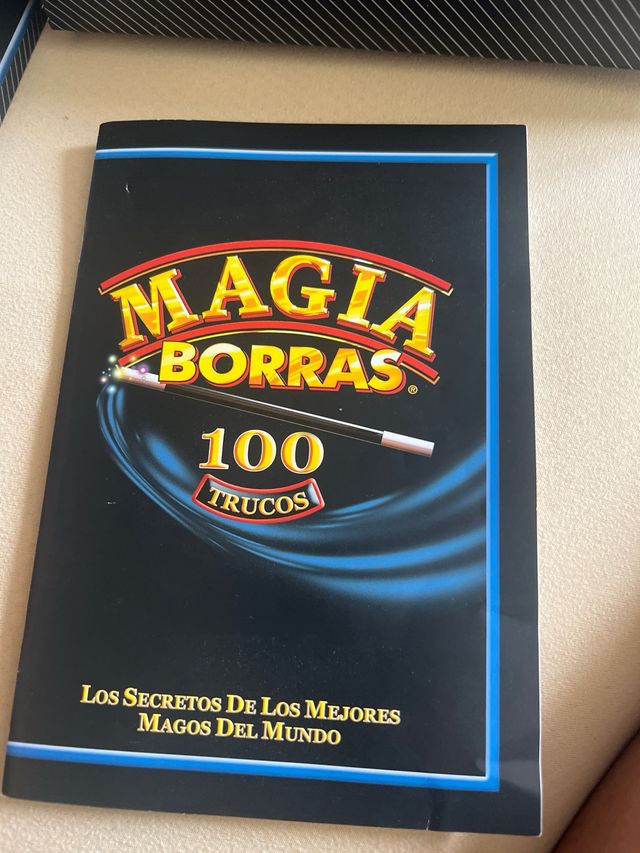 MAGIA
BORRAS®
100
TRUCOS
LOS SECRETOS DE LOS MEJORES
MAGOS DEL MUNDO